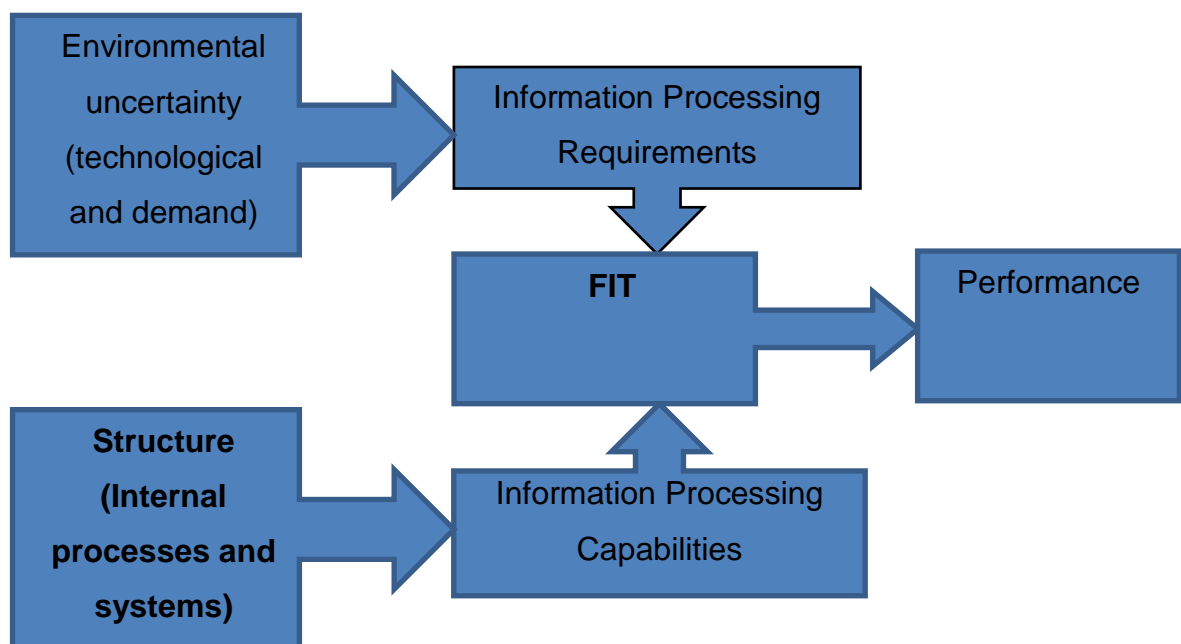 Environmental
uncertainty
(technological
and demand)
Information Processing
Requirements
FIT
Performance
Structure
(Internal
processes and
systems)
Information Processing
Capabilities